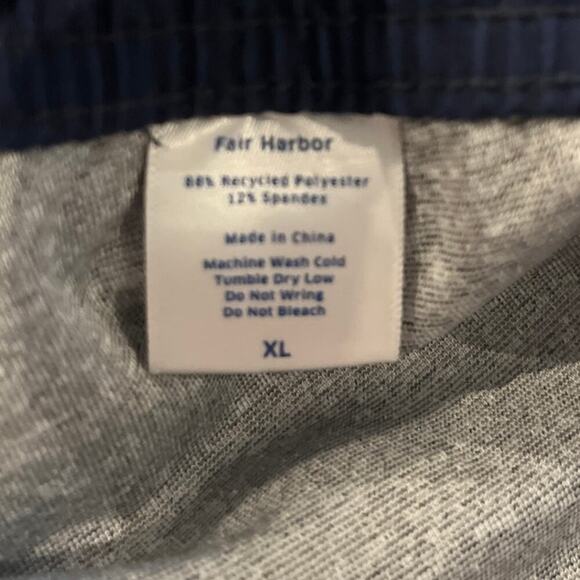 Fair Harbor
88% Recycled Polyester
12% Spandex
Made in China
Machine Wash Cold
Tumble Dry Low
Do Not Wring
Do Not Bleach
XL